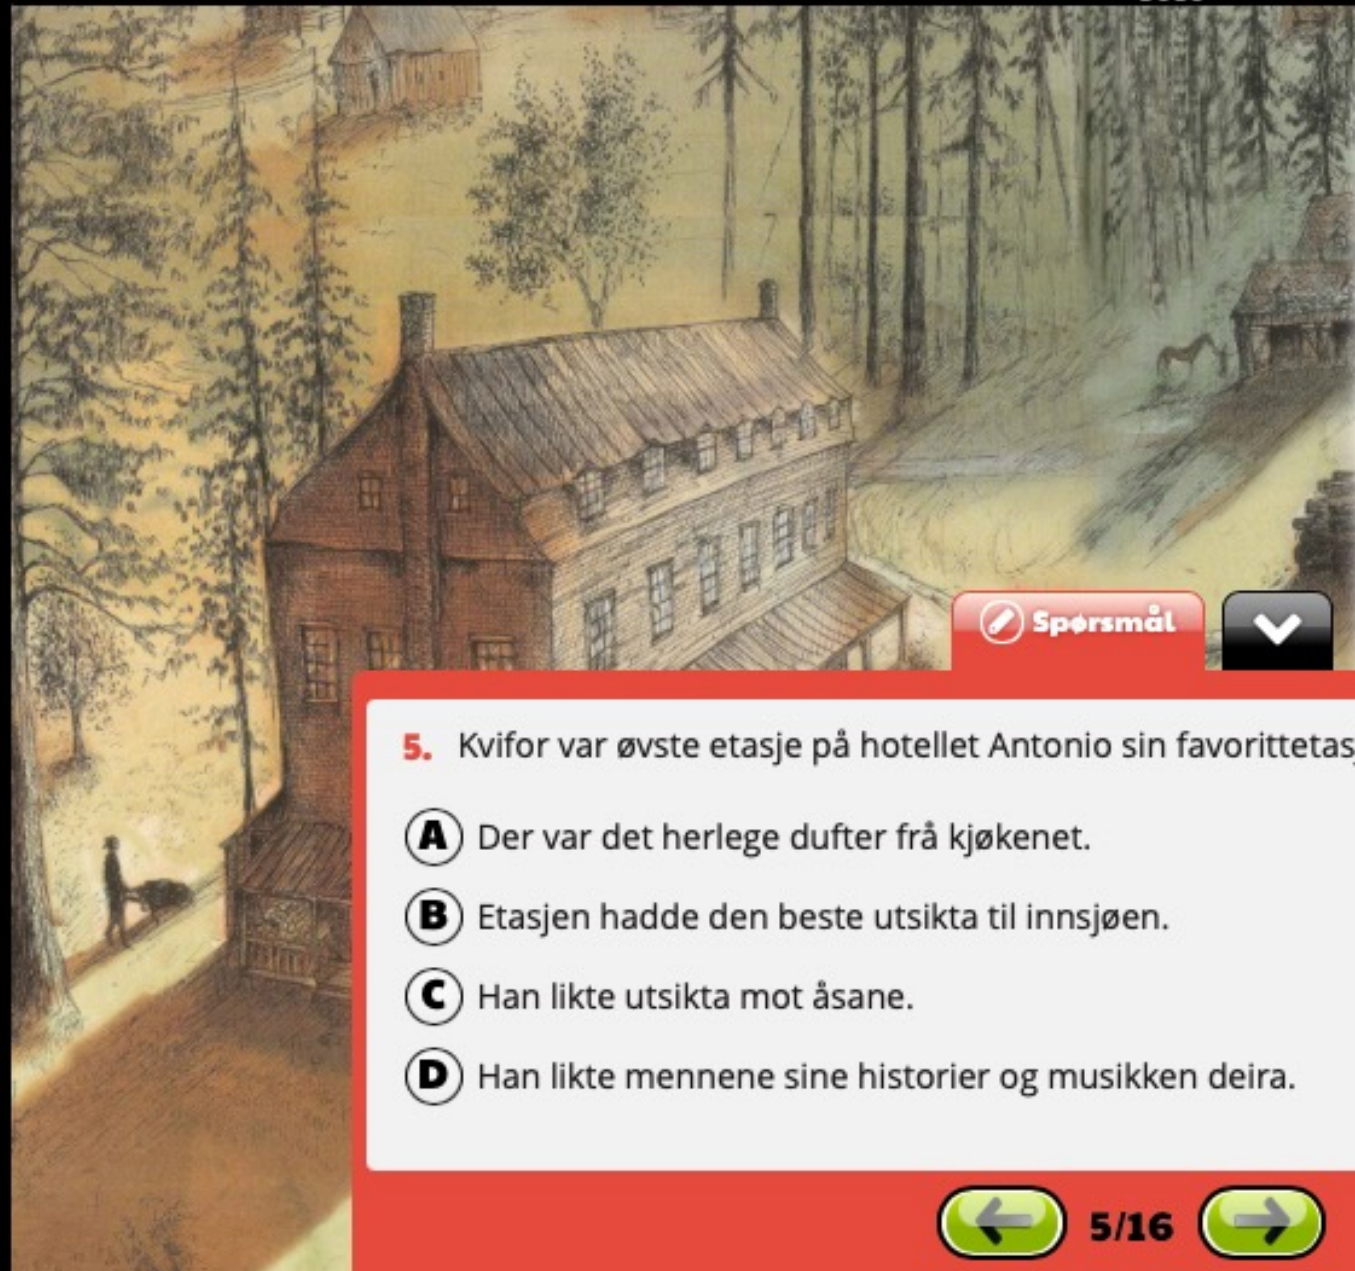 Spørsmål
5. Kvifor var øvste etasje på hotellet Antonio sin
A Der var det herlege dufter frå kjøkenet.
B Etasjen hadde den beste utsikta til innsjøen.
C Han likte utsikta mot åsane.
D Han likte mennene sine historier og musikken deira.
5/16